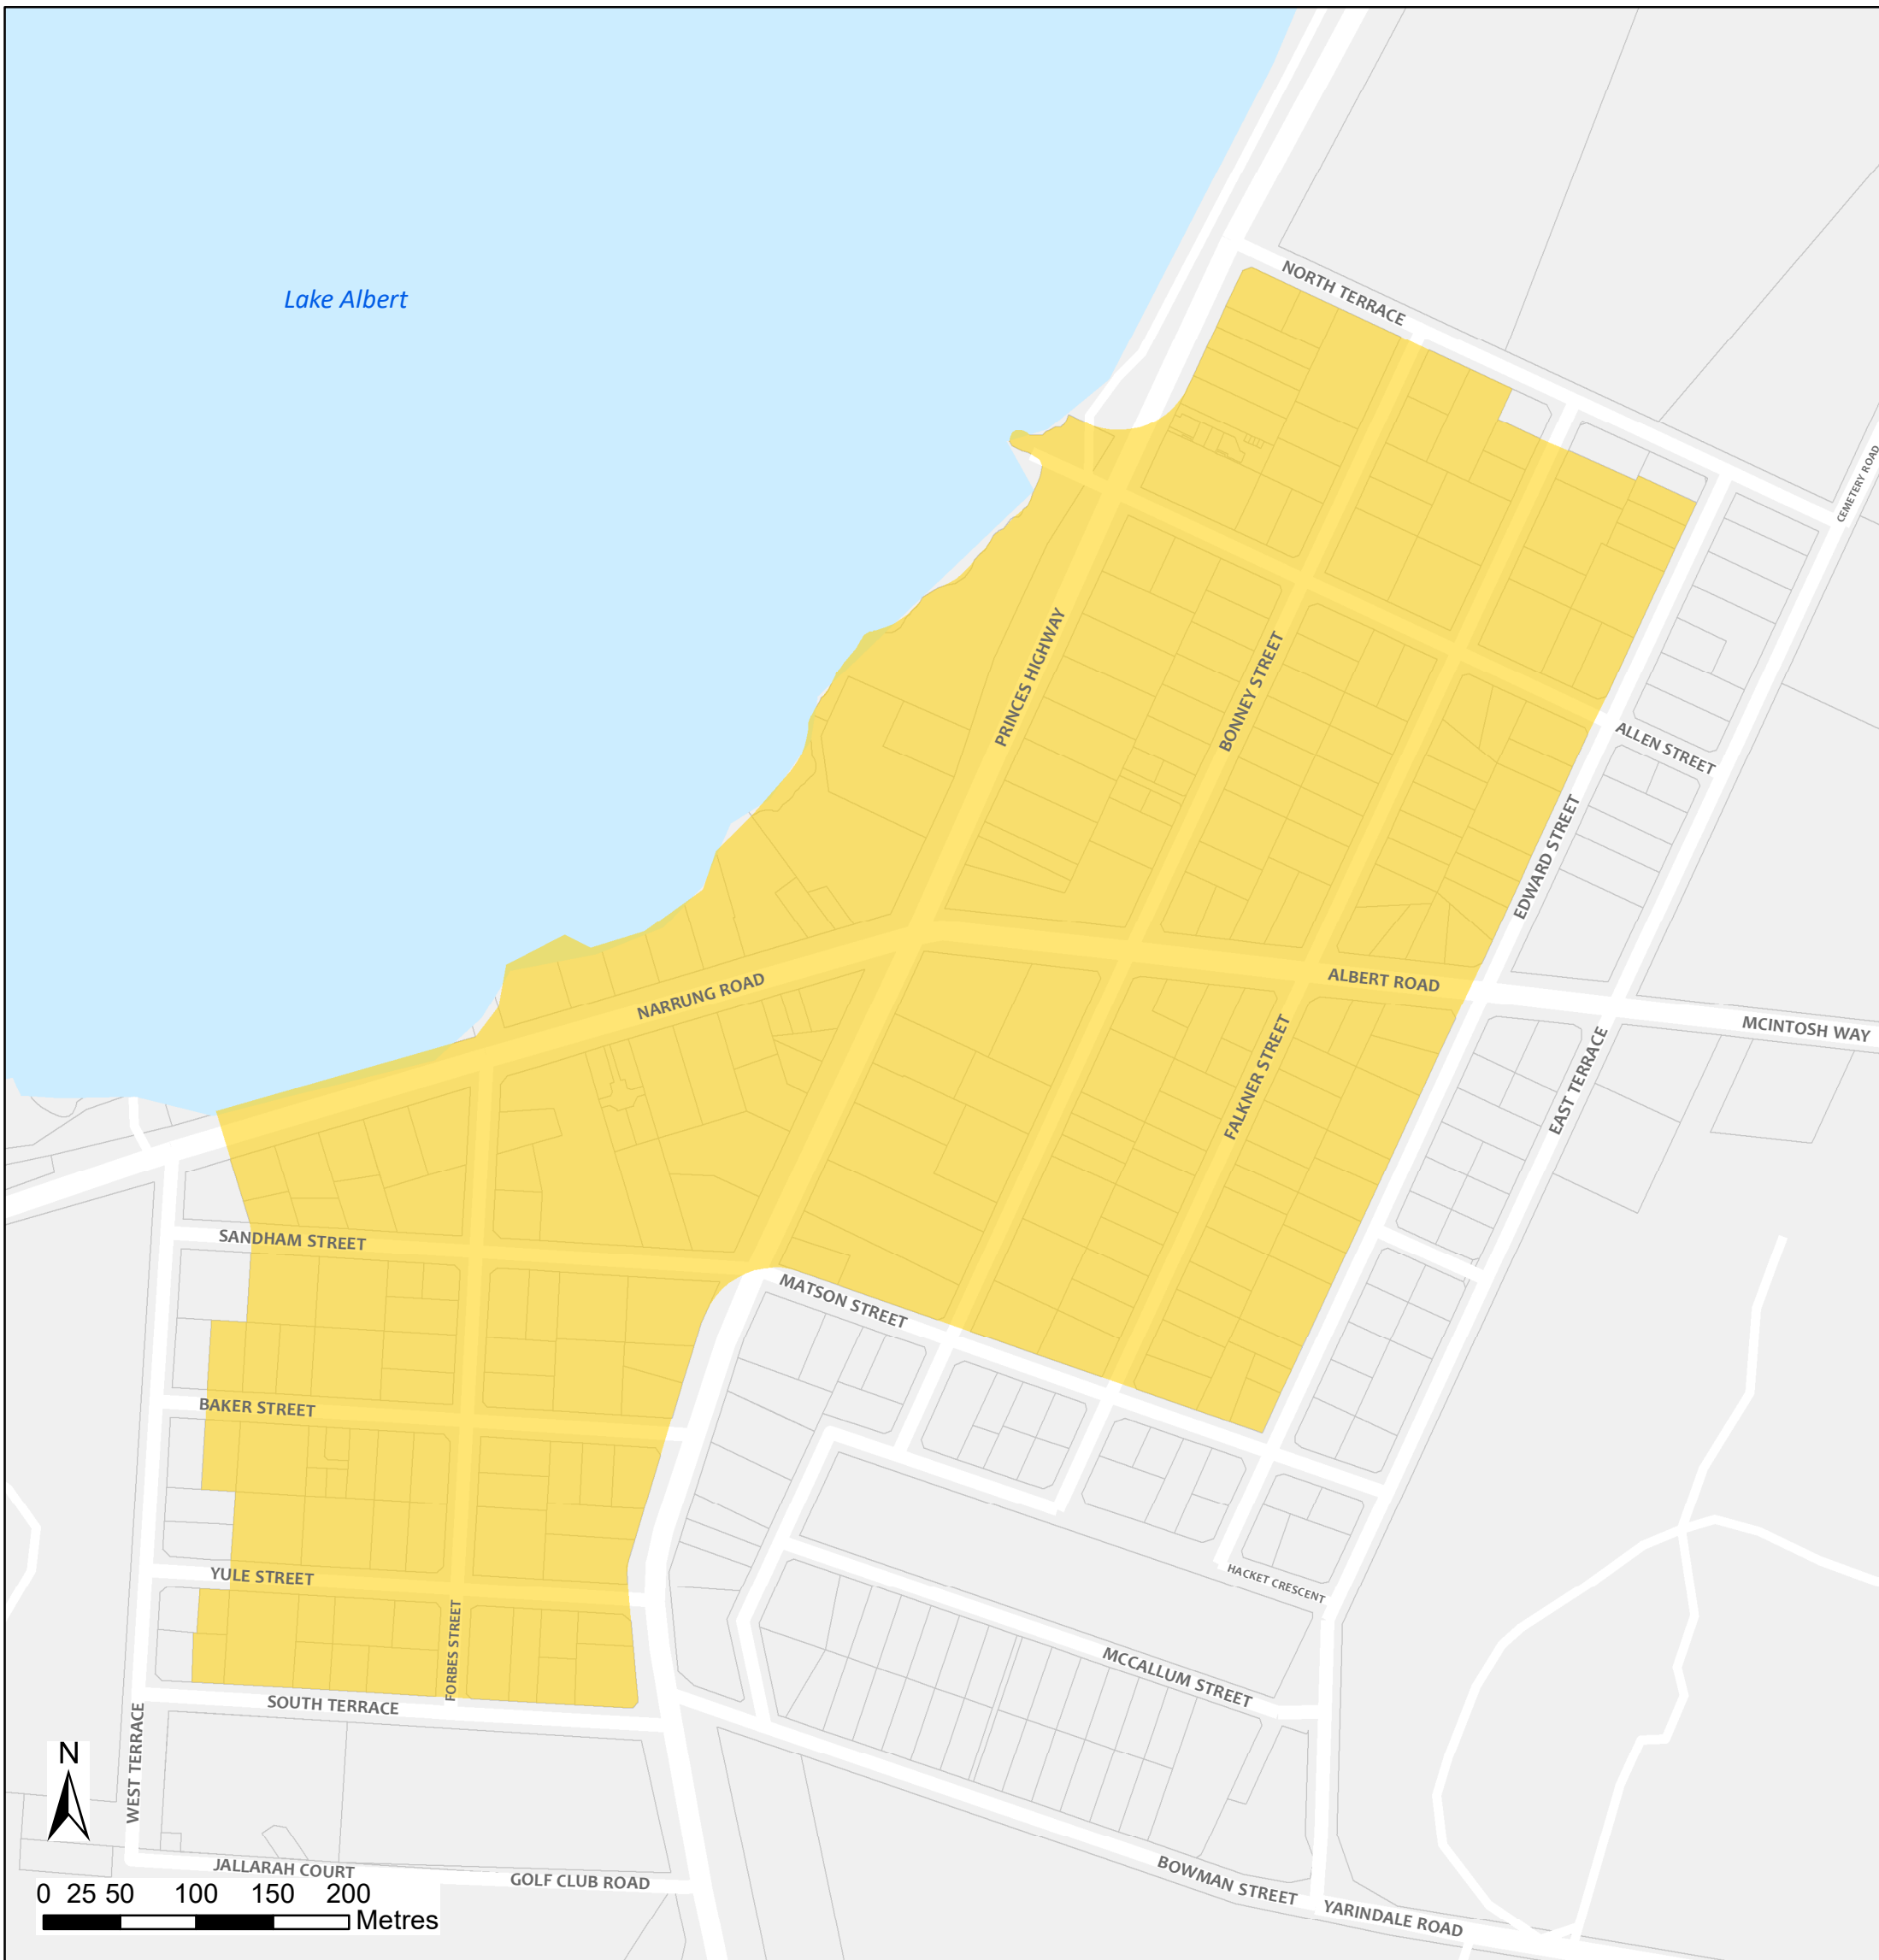 Lake Albert
NORTH TERRACE
CEMETERY ROAD
PRINCES HIGHWAY
BONNEY STREET
ALLEN STREET
EDWARD STREET
NARRUNG ROAD
ALBERT ROAD
MCINTOSH WAY
FALKNER STREET
EAST TERRACE
SANDHAM STREET
MATSON STREET
BAKER STREET
YULE STREET
HACKET CRESCENT
FORBES STREET
MCCALLUM STREET
SOUTH TERRACE
WEST TERRACE
N
JALLARAH COURT
GOLF CLUB ROAD
BOWMAN STREET
YARINDALE ROAD
0 25 50 100 150 200
Metres